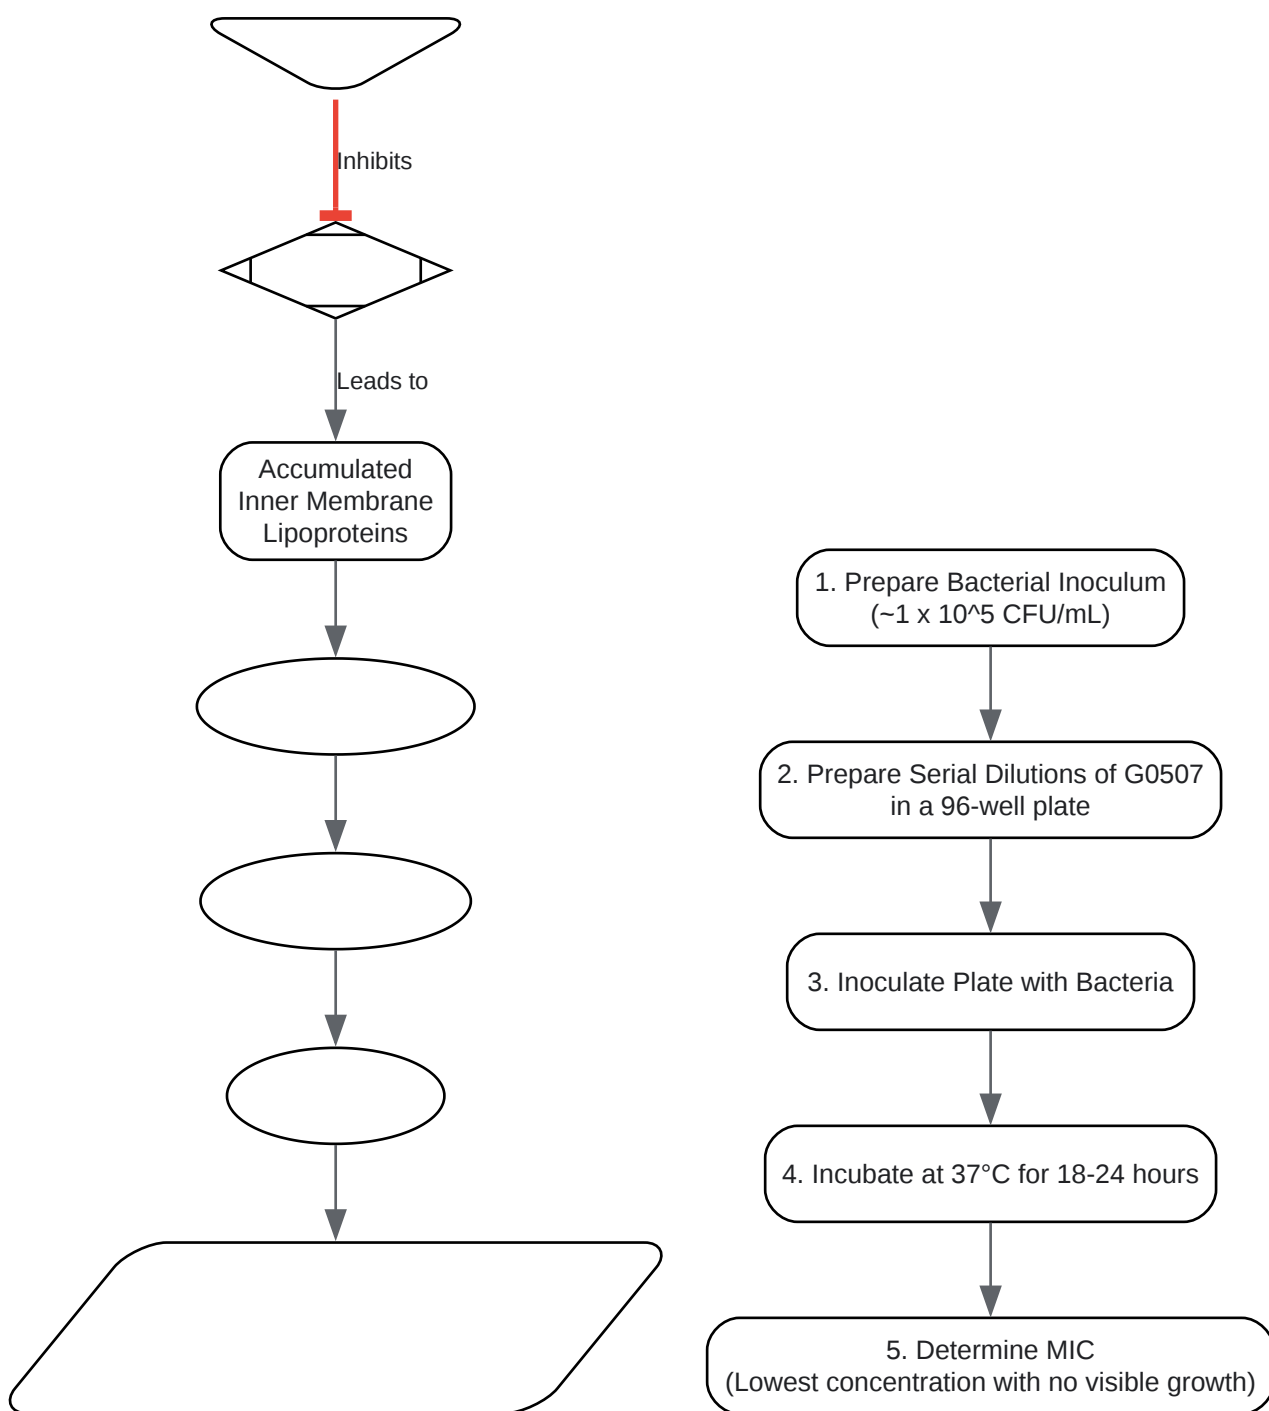 Inhibits
Leads to
Accumulated
Inner Membrane
Lipoproteins
1. Prepare Bacterial Inoculum
(~1 x 10^5 CFU/mL)
2. Prepare Serial Dilutions of G0507
in a 96-well plate
3. Inoculate Plate with Bacteria
4. Incubate at 37°C for 18-24 hours
5. Determine MIC
(Lowest concentration with no visible growth)